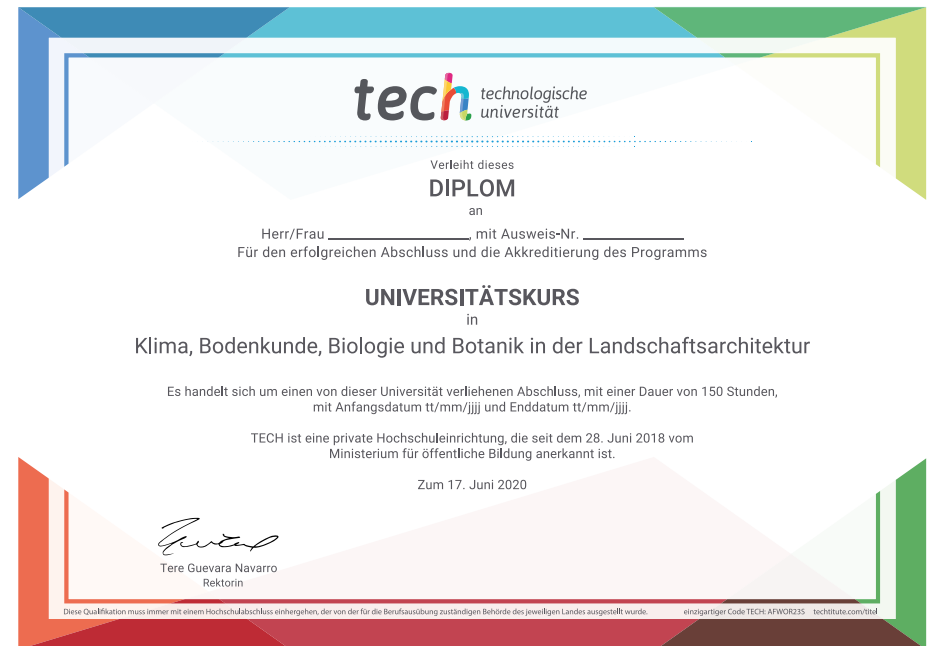 tech technologische
universität
Verleiht dieses
DIPLOM
an
Herr/Frau ____________________, mit Ausweis-Nr. ______________
Für den erfolgreichen Abschluss und die Akkreditierung des Programms
UNIVERSITÄTSKURS
in
Klima, Bodenkunde, Biologie und Botanik in der Landschaftsarchitektur
Es handelt sich um einen von dieser Universität verliehenen Abschluss, mit einer Dauer von 150 Stunden,
mit Anfangsdatum tt/mm/jjjj und Enddatum tt/mm/jjjj.
TECH ist eine private Hochschuleinrichtung, die seit dem 28. Juni 2018 vom
Ministerium für öffentliche Bildung anerkannt ist.
Zum 17. Juni 2020
Tere Guevara Navarro
Rektorin
Diese Qualifikation muss immer mit einem Hochschulabschluss einhergehen, der von der für die Berufsausübung zuständigen Behörde des jeweiligen Landes ausgestellt wurde. einzigartiger Code TECH: AFWOR23S techtitute.com/titel